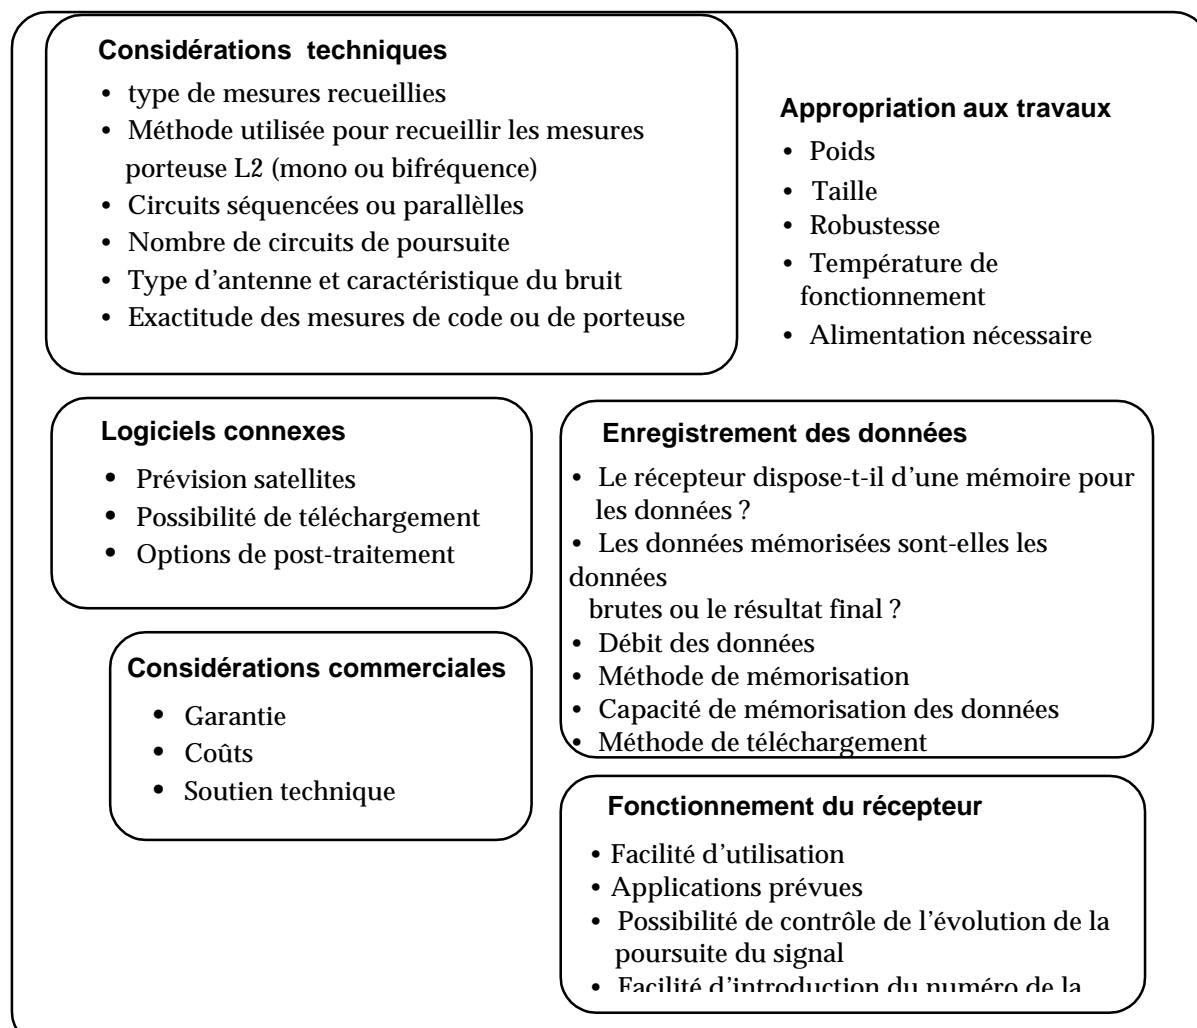 Considérations techniques
• type de mesures recueillies
• Méthode utilisée pour recueillir les mesures
porteuse L2 (mono ou bifréquence)
• Circuits séquencées ou parallèlles
• Nombre de circuits de poursuite
• Type d’antenne et caractéristique du bruit
• Exactitude des mesures de code ou de porteuse
Appropriation aux travaux
• Poids
• Taille
• Robustesse
• Température de
fonctionnement
• Alimentation nécessaire
Logiciels connexes
• Prévision satellites
• Possibilité de téléchargement
• Options de post-traitement
Enregistrement des données
• Le récepteur dispose-t-il d’une mémoire pour
les données ?
• Les données mémorisées sont-elles les
données
brutes ou le résultat final ?
• Débit des données
• Méthode de mémorisation
• Capacité de mémorisation des données
• Méthode de téléchargement
Considérations commerciales
• Garantie
• Coûts
• Soutien technique
Fonctionnement du récepteur
• Facilité d’utilisation
• Applications prévues
• Possibilité de contrôle de l’évolution de la
poursuite du signal
• Facilité d’introduction du numéro de la